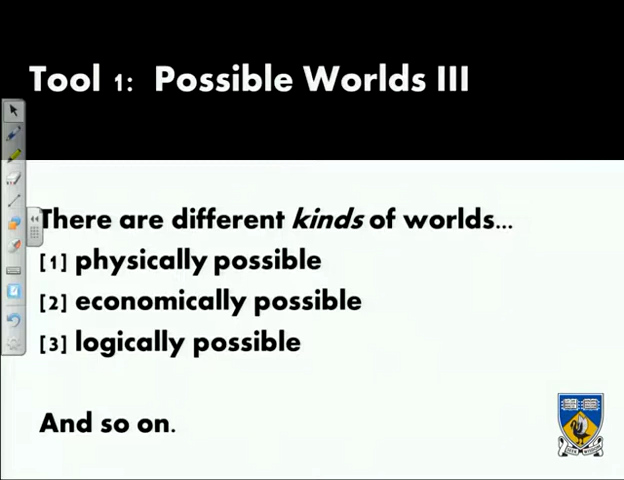 Tool 1: Possible Worlds III
There are different kinds of worlds...
[1] physically possible
[2] economically possible
[3] logically possible
And so on.